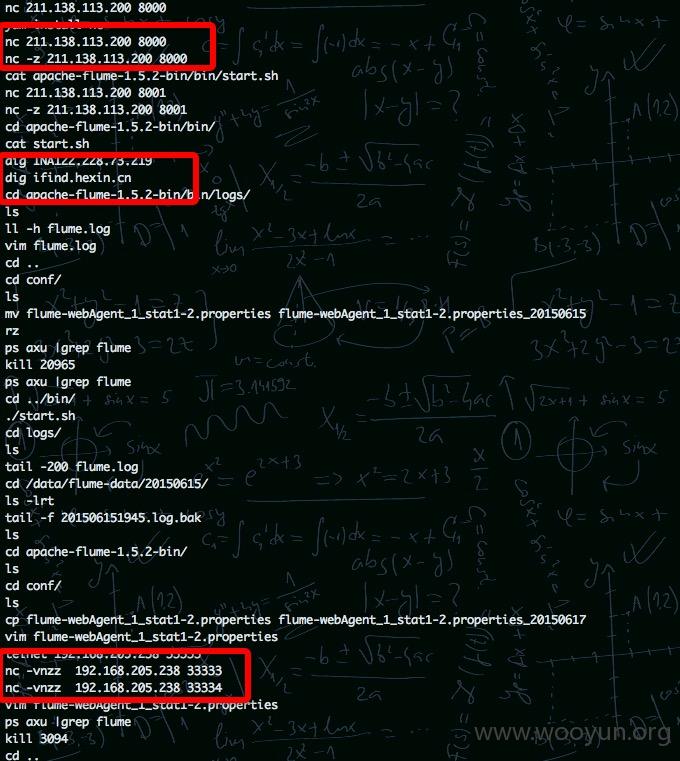 nc 211.138.113.200 8000
nc 211.138.113.200 8000
nc -z 211.138.113.200 8000
cat apache-flume-1.5.2-bin/bin/start.sh
nc 211.138.113.200 8001
nc -z 211.138.113.200 8001
cd apache-flume-1.5.2-bin/bin/
cat start.sh
dig
dig ifind.hexin.cn
cd apache-flume-1.5.2-bin/bin/logs/
ls
ll -h flume.log
vim flume.log
cd ..
cd conf/
ls
mv flume-webAgent_1_stat1-2.properties flume-webAgent_1_stat1-2.properties_20150615
rz
ps axu |grep flume
kill 20965
ps axu |grep flume
cd ../bin/
./start.sh
cd logs/
ls
tail -200 flume.log
cd /data/flume-data/20150615/
ls -lrt
tail -f 201506151945.log.bak
ls
cd apache-flume-1.5.2-bin/
ls
cd conf/
ls
cp flume-webAgent_1_stat1-2.properties flume-webAgent_1_stat1-2.properties_20150617
vim flume-webAgent_1_stat1-2.properties
telnet 192.168.205.238 33333
nc -vnzz  192.168.205.238 33333
nc -vnzz  192.168.205.238 33334
vim flume-webAgent_1_stat1-2.properties
ps axu |grep flume
kill 3094
cd ..
www.wooyun.org